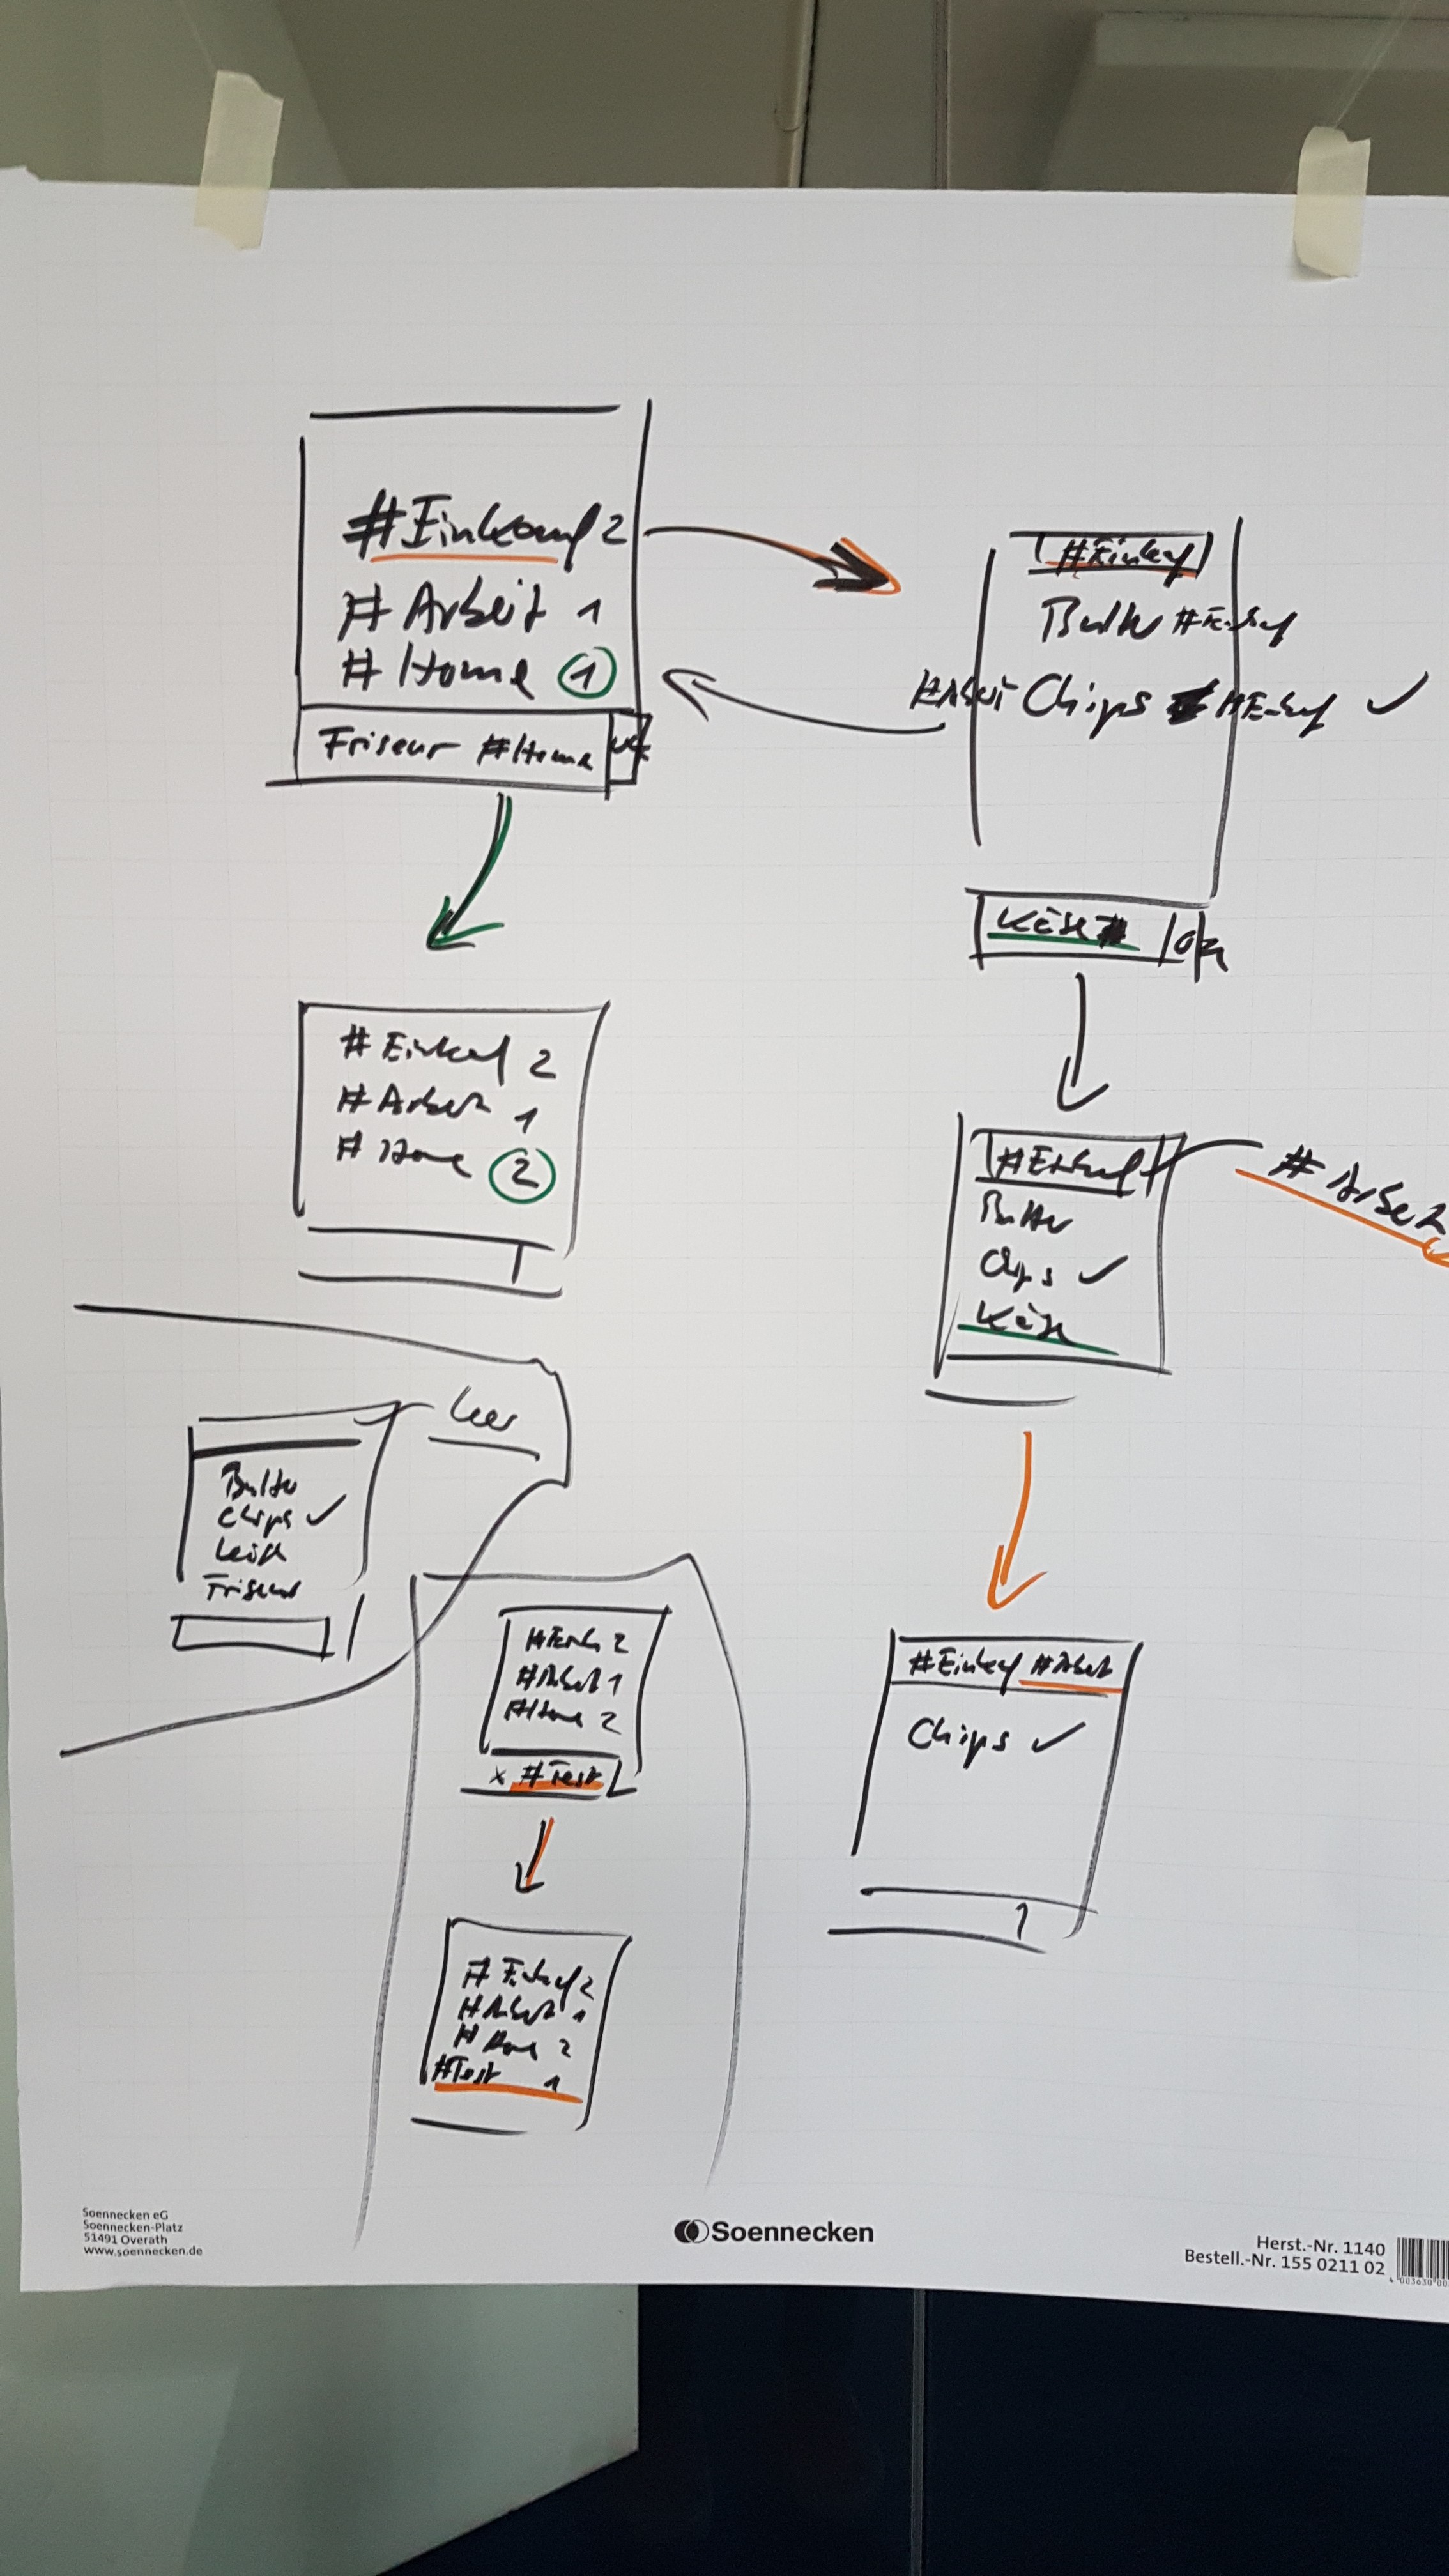 #Einkauf 2
# Arbeit 1
# Home 1
Friseur #Home ok
#Einkauf
Butter #Einkauf
#Arbeit Chips #Einkauf ✓
Käse ok
# Einkauf 2
# Arbeit 1
# Home 2
#Einkauf
Butter
Chips ✓
Käse
# Arbeit
leer
Butter
Chips ✓
Friseur
#Eink 2
#Arbeit 1
#Home 2
x #Test
#Einkauf #Arbeit
Chips ✓
# Einkauf 2
#Arbeit 1
# Home 2
#Test 1
Soennecken eG
Soennecken-Platz
51491 Overath
www.soennecken.de
Soennecken
Herst.-Nr. 1140
Bestell.-Nr. 155 0211 02